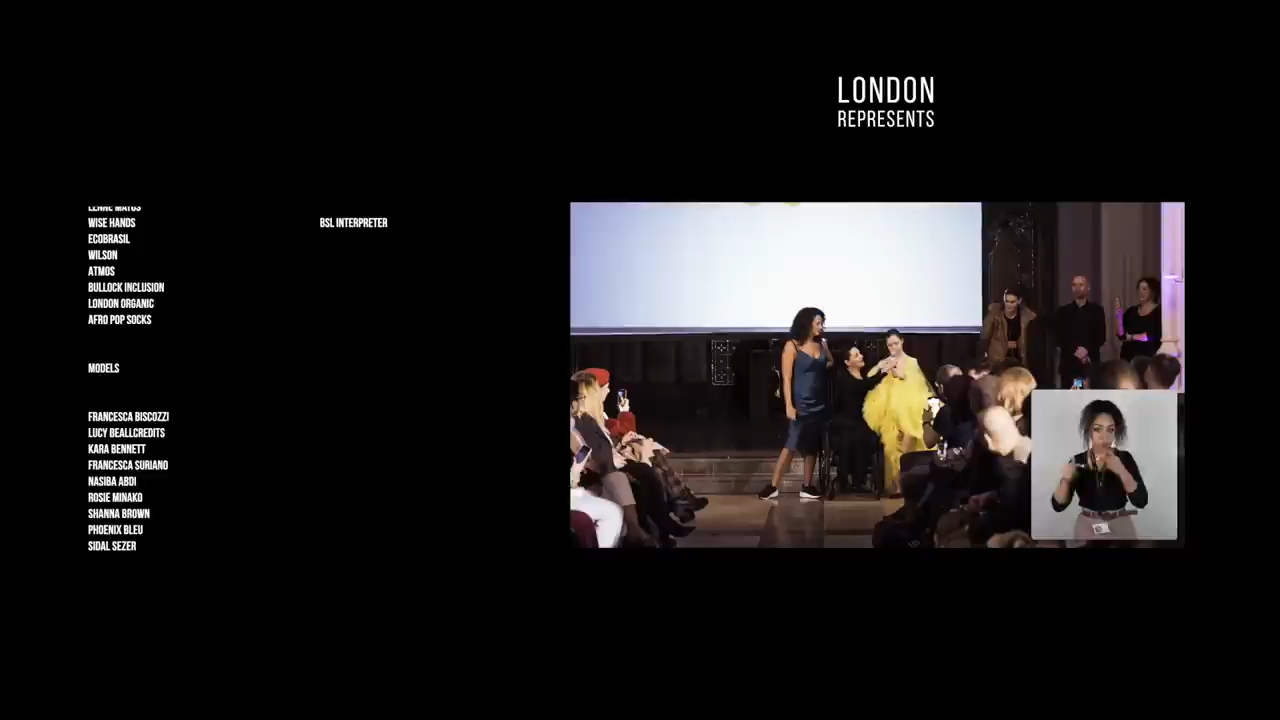 LONDON
REPRESENTS
WISE HANDS BSL INTERPRETER
ECOBRASIL
WILSON
ATMOS
BULLOCK INCLUSION
LONDON ORGANIC
AFRO POP SOCKS
MODELS
FRANCESCA BISCOZZI
LUCY BEALLCREDITS
KARA BENNETT
FRANCESCA SURIANO
NASIBA ABDI
ROSIE MINAKO
SHANNA BROWN
PHOENIX BLEU
SIDAL SEZER